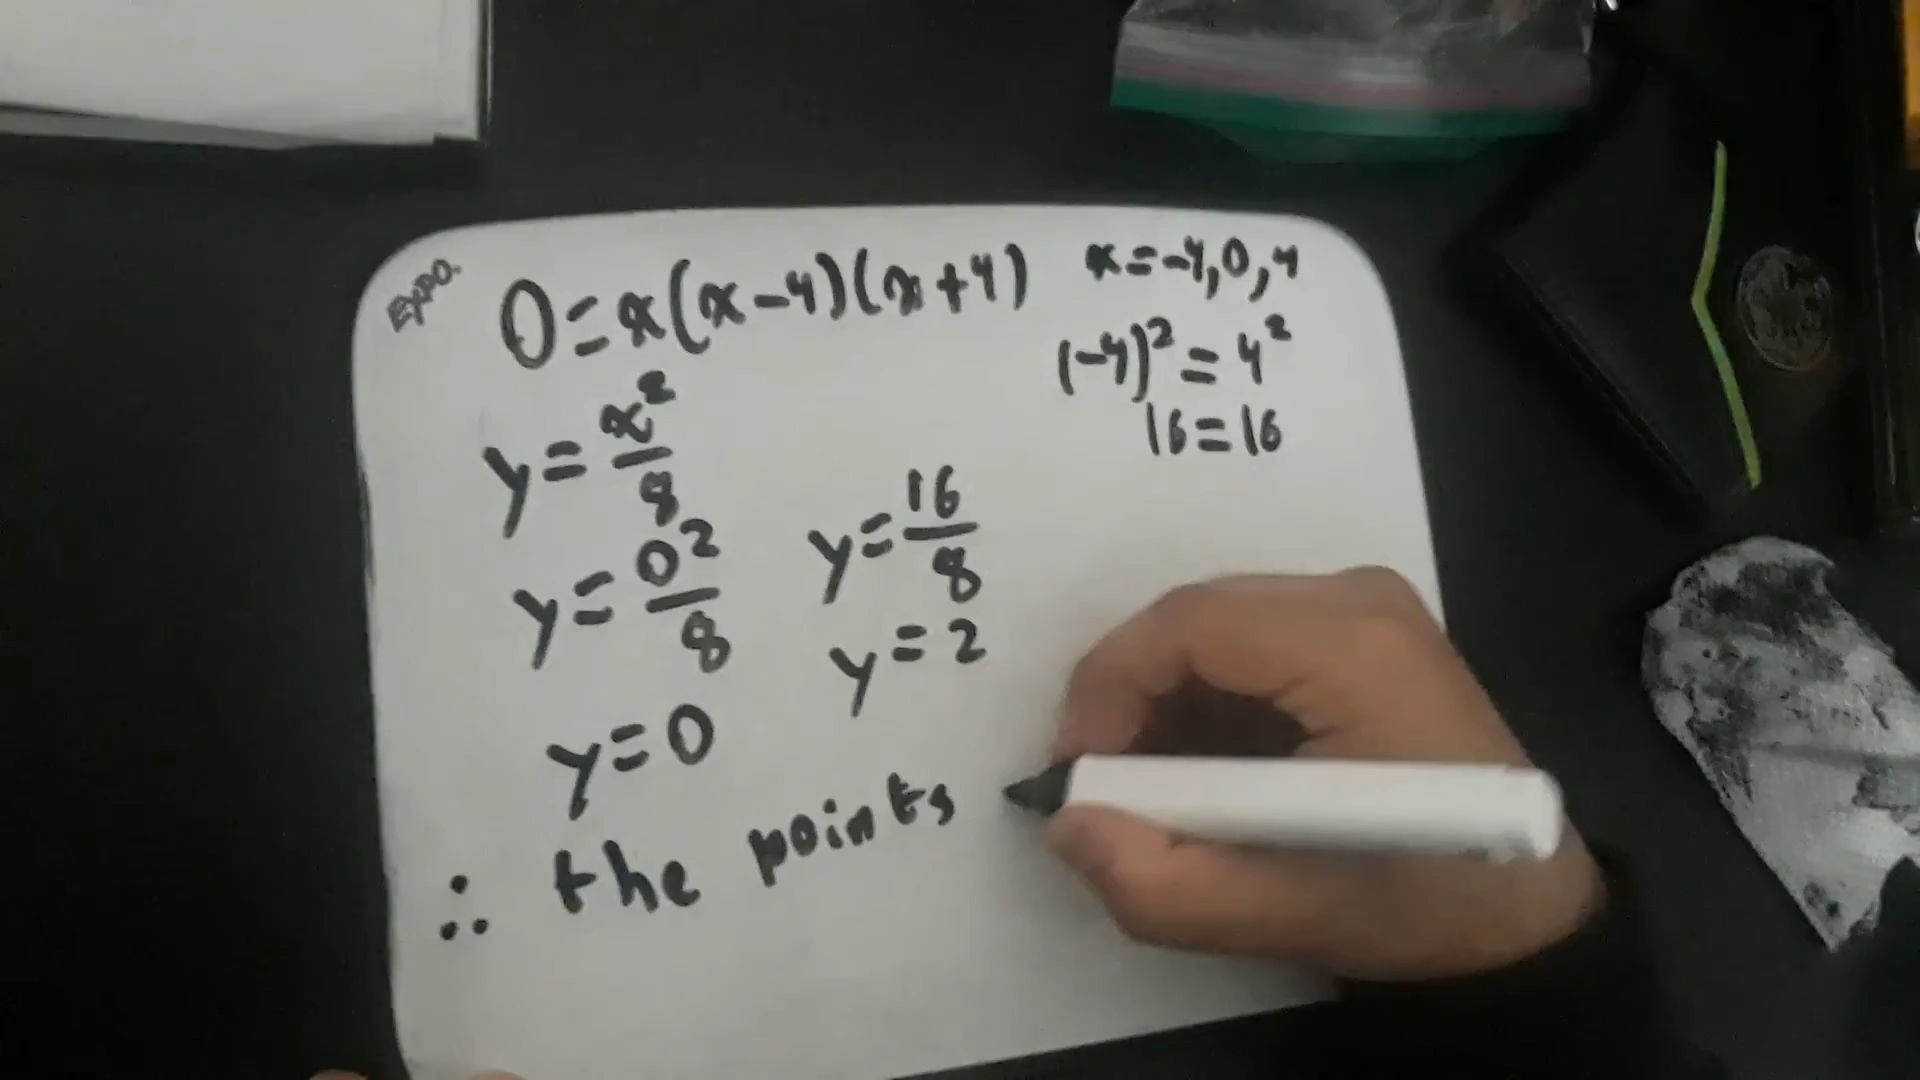 EXPO.
0=x(x-4)(x+4)
x=-4,0,4
(-4)²=4²
16=16
y=x²/8
y=0²/8
y=0
y=16/8
y=2
∴ the points